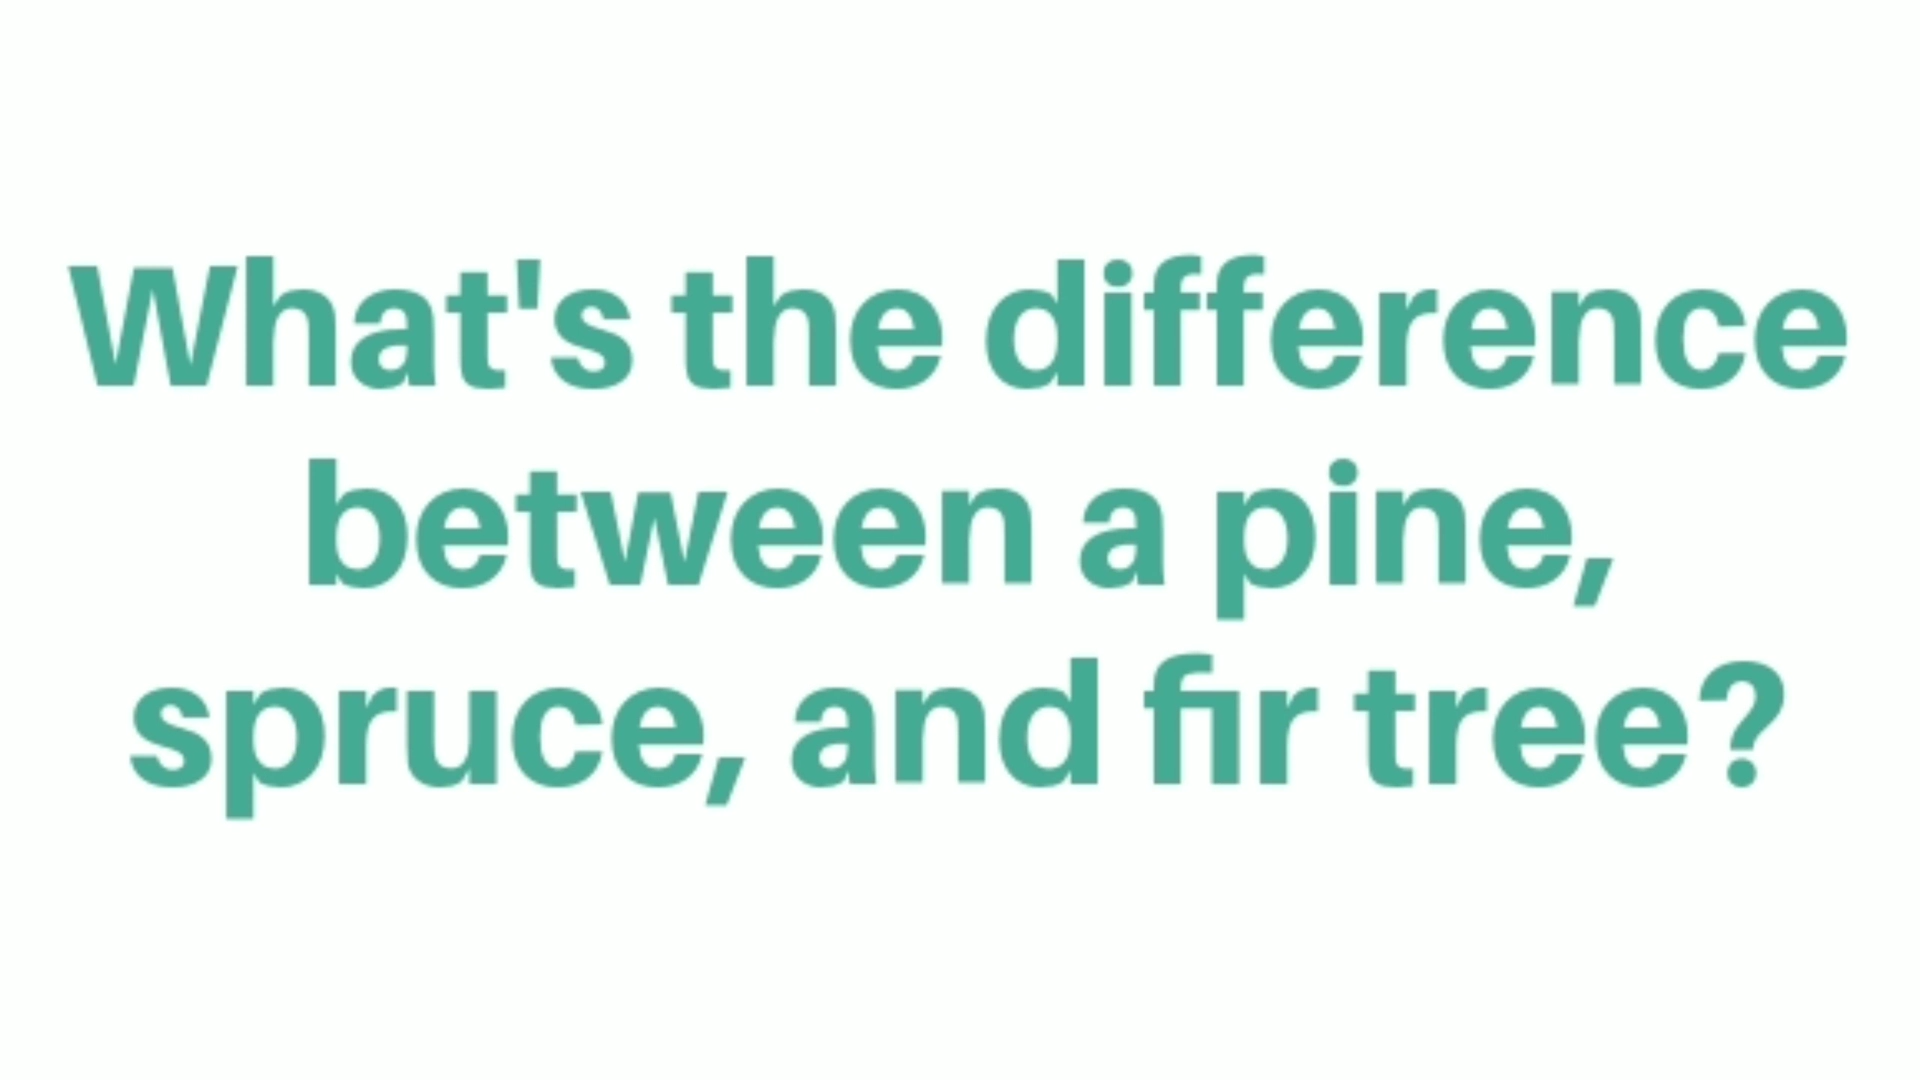 What's the difference
between a pine,
spruce, and fir tree?